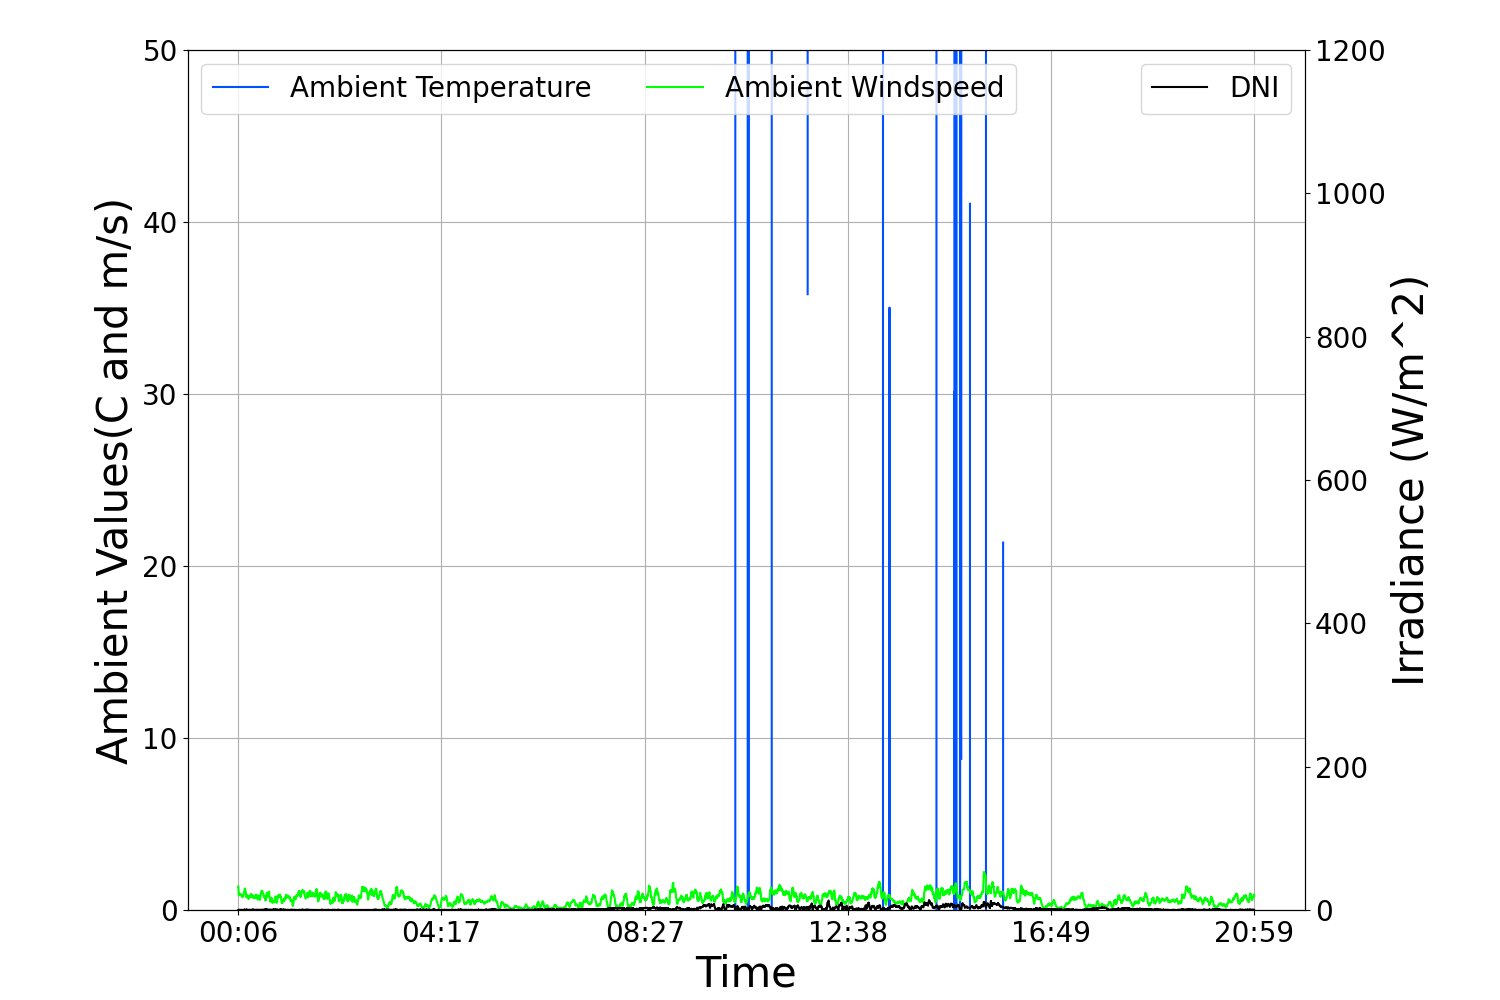 Ambient Temperature
Ambient Windspeed
DNI
Ambient Values(C and m/s)
50
40
30
20
10
0
1200
1000
800
600
400
200
0
Irradiance (W/m^2)
00:06 04:17 08:27 12:38 16:49 20:59
Time